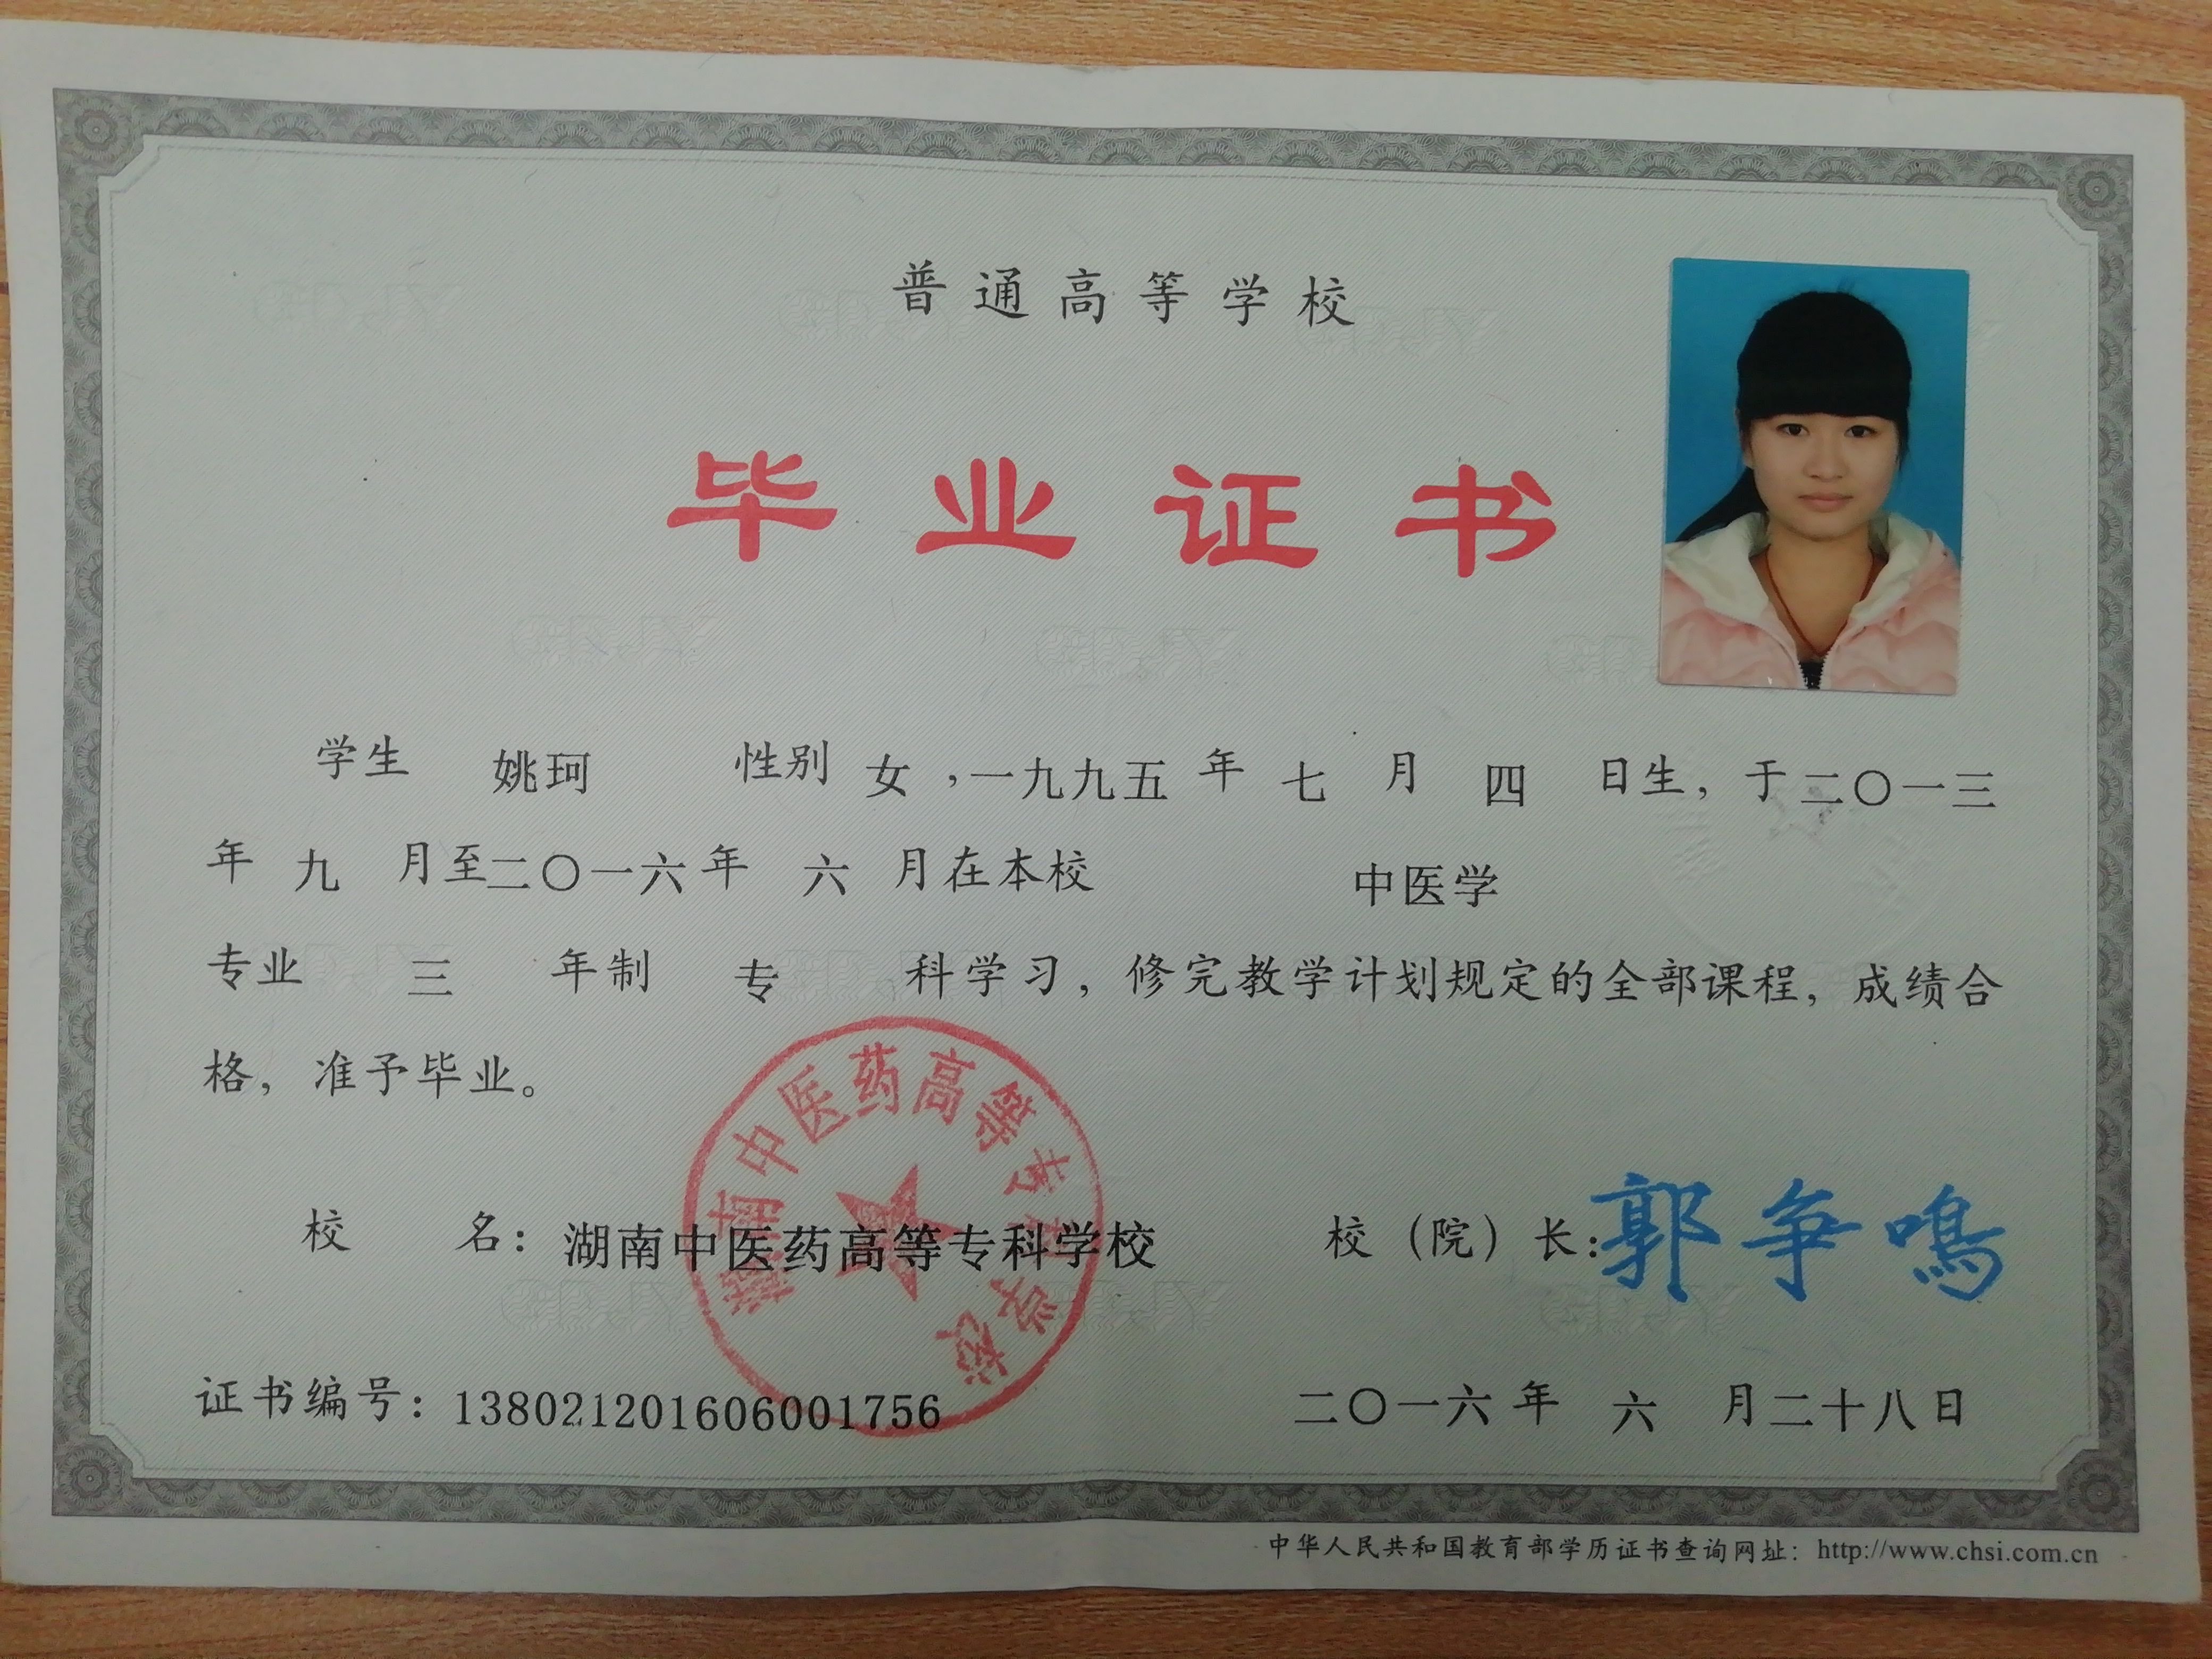 普通高等学校
毕业证书
学生 姚珂 性别 女，一九九五 年 七 月 四 日生，于二〇一三
年 九 月至二〇一六年 六 月在本校 中医学
专业 三 年制 专 科学习，修完教学计划规定的全部课程，成绩合
格，准予毕业。
湖南中医药高等专科学校
校 名：湖南中医药高等专科学校 校（院）长：郭争鸣
证书编号：138021201606001756 二〇一六 年 六 月二十八日
中华人民共和国教育部学历证书查询网址：http://www.chsi.com.cn